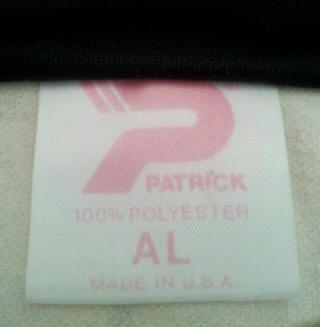 PATRICK
100% POLYESTER
AL
MADE IN U.S.A.